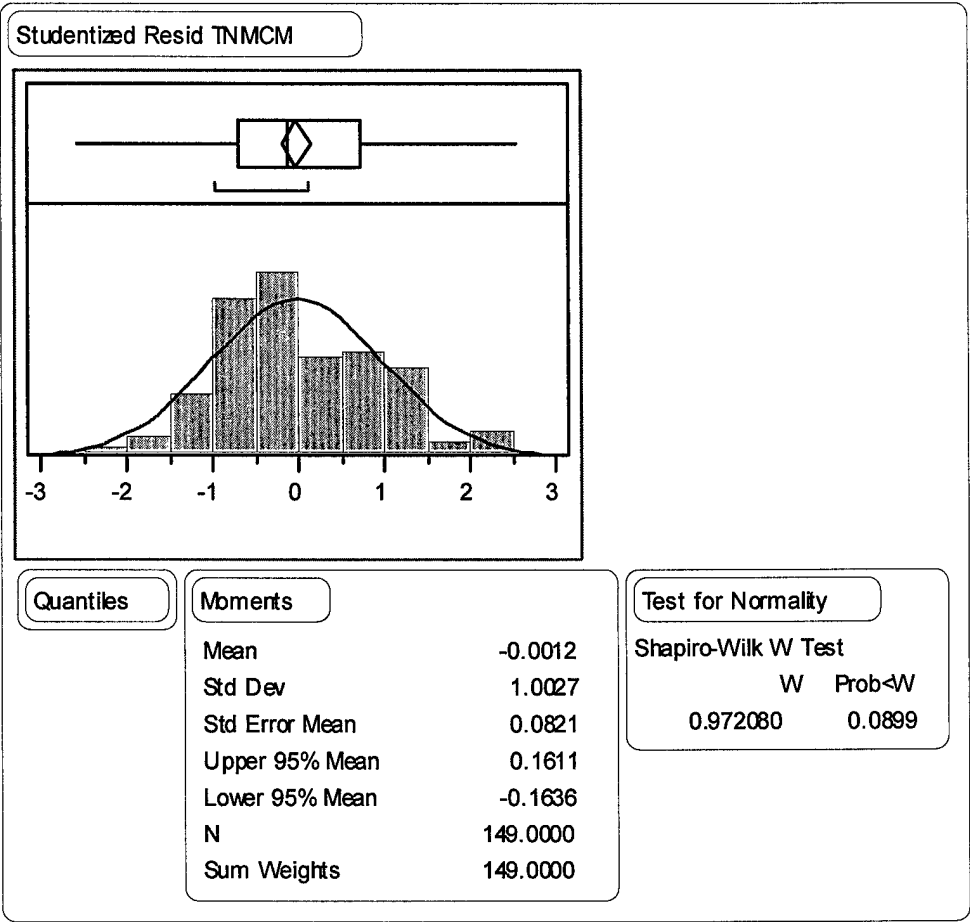 Studentized Resid TNMCM
-3 -2 -1 0 1 2 3
Quantiles
Moments
Mean -0.0012
Std Dev 1.0027
Std Error Mean 0.0821
Upper 95% Mean 0.1611
Lower 95% Mean -0.1636
N 149.0000
Sum Weights 149.0000
Test for Normality
Shapiro-Wilk W Test
W Prob<W
0.972080 0.0899